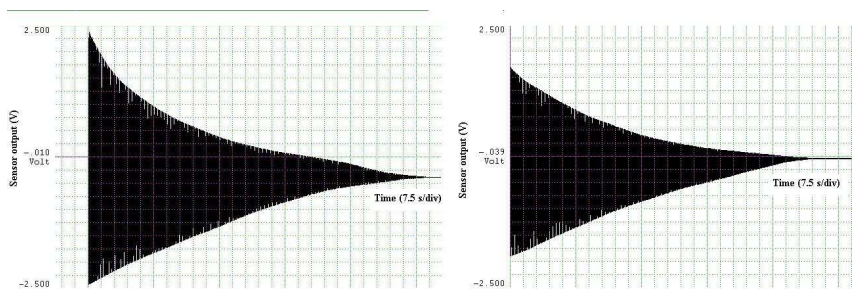 2.500
Sensor output (V)
-.010
Volt
Time (7.5 s/div)
-2.500
2.500
Sensor output (V)
-.039
Volt
Time (7.5 s/div)
-2.500